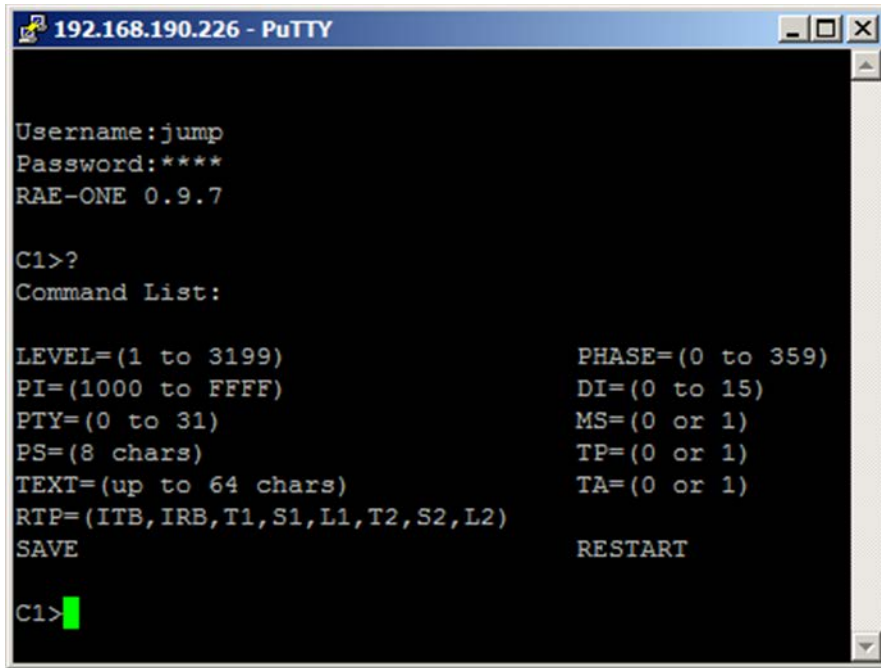 192.168.190.226 - PuTTY
Username:jump
Password:****
RAE-ONE 0.9.7
C1>?
Command List:
LEVEL=(1 to 3199) PHASE=(0 to 359)
PI=(1000 to FFFF) DI=(0 to 15)
PTY=(0 to 31) MS=(0 or 1)
PS=(8 chars) TP=(0 or 1)
TEXT=(up to 64 chars) TA=(0 or 1)
RTP=(ITB,IRB,T1,S1,L1,T2,S2,L2)
SAVE RESTART
C1>